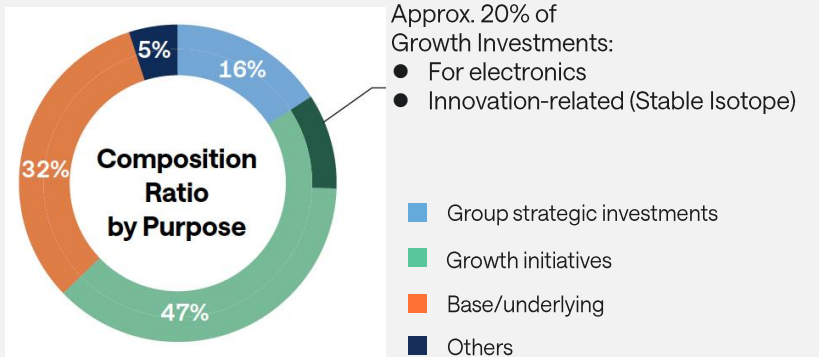 Approx. 20% of
Growth Investments:
● For electronics
● Innovation-related (Stable Isotope)
5%
16%
32%
47%
Composition
Ratio
by Purpose
Group strategic investments
Growth initiatives
Base/underlying
Others